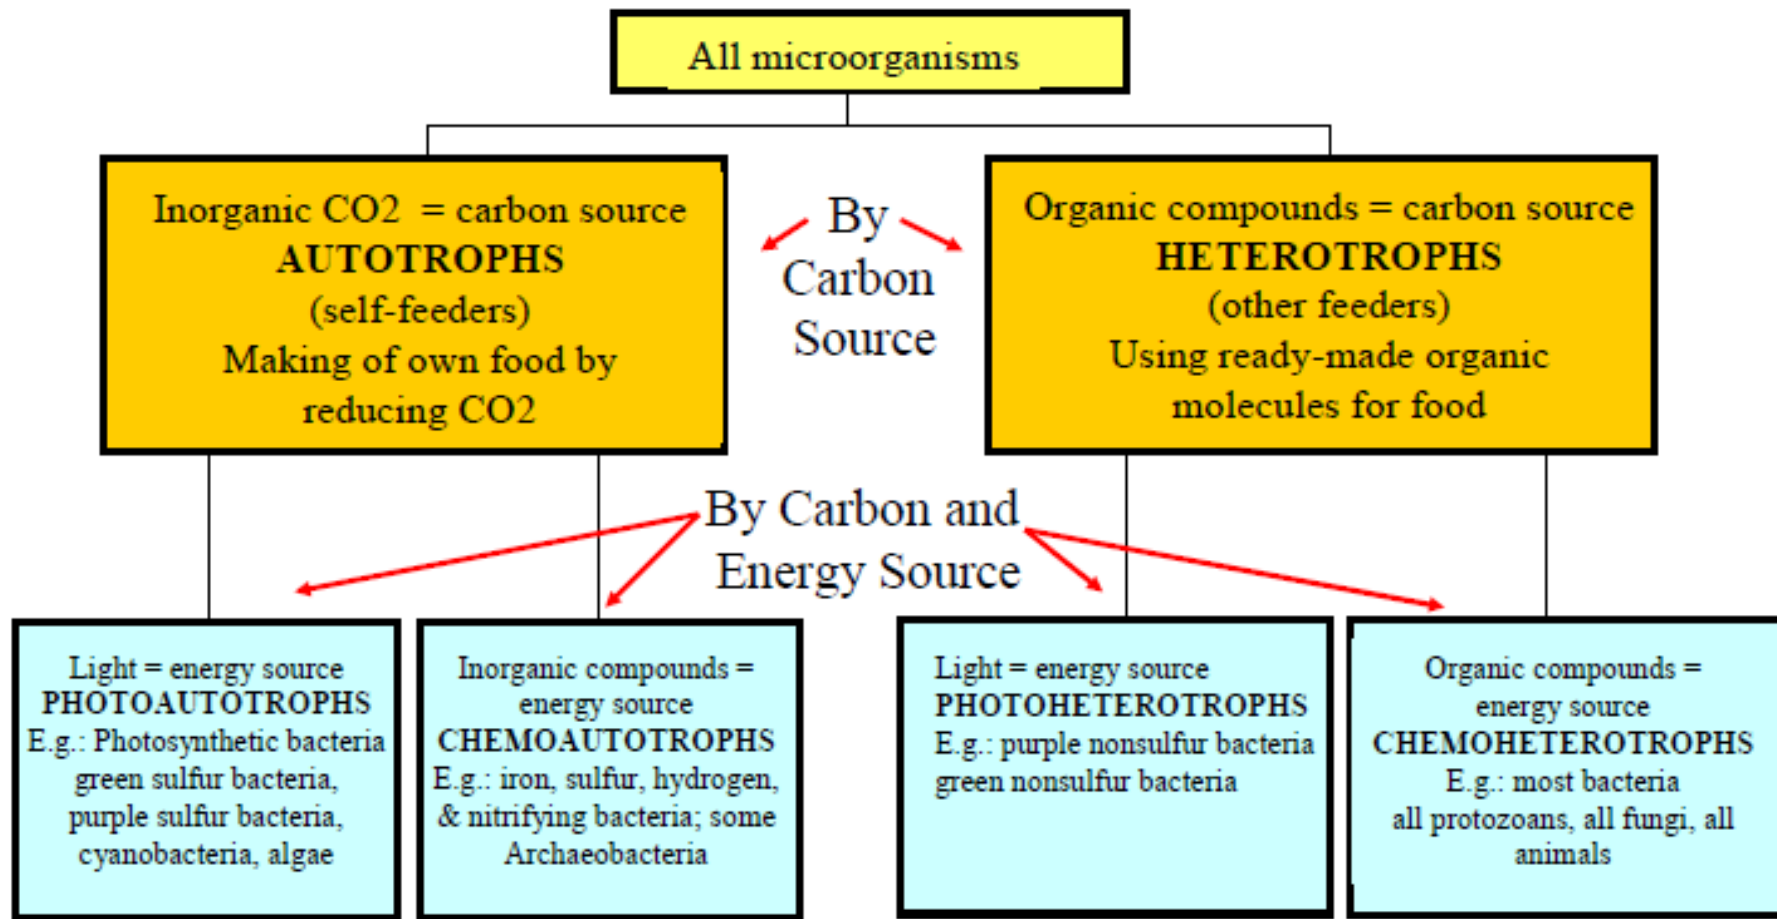 All microorganisms
Inorganic CO2 = carbon source
AUTOTROPHS
(self-feeders)
Making of own food by
reducing CO2
By
Carbon
Source
Organic compounds = carbon source
HETEROTROPHS
(other feeders)
Using ready-made organic
molecules for food
By Carbon and
Energy Source
Light = energy source
PHOTOAUTOTROPHS
E.g.: Photosynthetic bacteria
green sulfur bacteria,
purple sulfur bacteria,
cyanobacteria, algae
Inorganic compounds =
energy source
CHEMOAUTOTROPHS
E.g.: iron, sulfur, hydrogen,
& nitrifying bacteria; some
Archaeobacteria
Light = energy source
PHOTOHETEROTROPHS
E.g.: purple nonsulfur bacteria
green nonsulfur bacteria
Organic compounds =
energy source
CHEMOHETEROTROPHS
E.g.: most bacteria
all protozoans, all fungi, all
animals